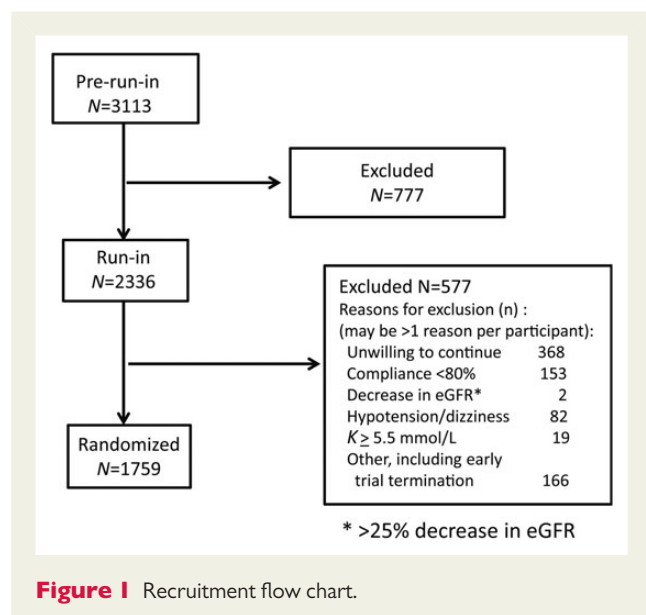 Pre-run-in
N=3113
Excluded
N=777
Run-in
N=2336
Excluded N=577
Reasons for exclusion (n) :
(may be >1 reason per participant):
Unwilling to continue 368
Compliance <80% 153
Decrease in eGFR* 2
Hypotension/dizziness 82
K ≥ 5.5 mmol/L 19
Other, including early
trial termination 166
Randomized
N=1759
* >25% decrease in eGFR
Figure 1 Recruitment flow chart.